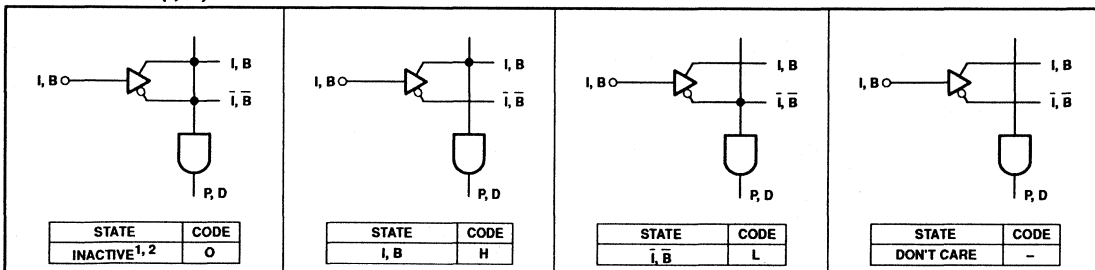 I, B
I, B
Ī, B̄
P, D
STATE CODE
INACTIVE1, 2 O
I, B
I, B
Ī, B̄
P, D
STATE CODE
I, B H
I, B
I, B
Ī, B̄
P, D
STATE CODE
Ī, B̄ L
I, B
I, B
Ī, B̄
P, D
STATE CODE
DON'T CARE –